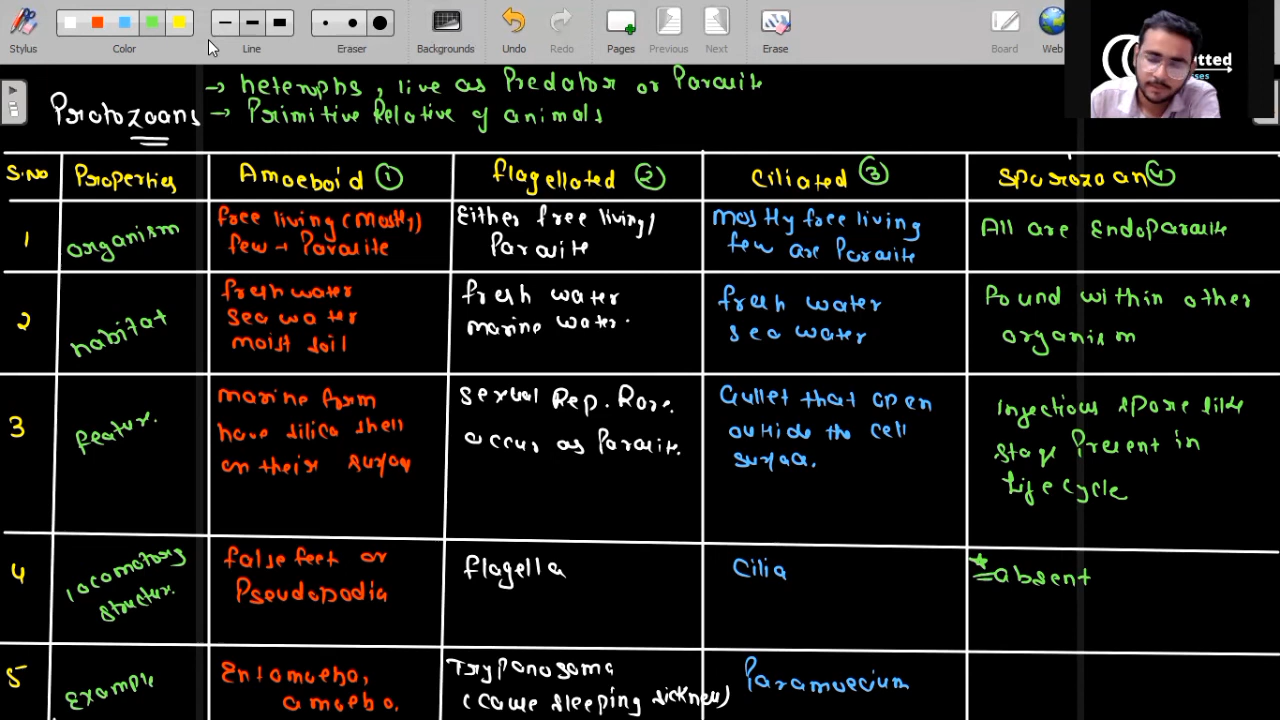 Stylus
Color
Line
Eraser
Backgrounds
Undo
Redo
Pages
Previous
Next
Erase
Board
Web
tted
ses
Protozoans
→ heterophs, live as Predator or Parasite
→ Primitive Relative of animals
S.No
Properties
Amoeboid ①
flagellated ②
Ciliated ③
Sporozoan ④
1
organism
free living (Mostly)
few → Parasite
Either free living/
Parasite
mostly free living
few are Parasite
All are Endoparasite
2
habitat
fresh water
sea water
moist soil
fresh water
marine water.
fresh water
sea water
Found within other
organism
3
featur.
marine form
have silica shell
on their surface
Sexual Rep. Rare.
occur as Parasite.
Gullet that open
outside the cell
surface.
Infectious spore like
stage Present in
life cycle
4
locomotory
structure.
false feet or
Pseudopodia
flagella
Cilia
absent
5
Example
Entamoeba,
amoeba.
Trypanosoma
(cause sleeping sickness)
Paramoecium